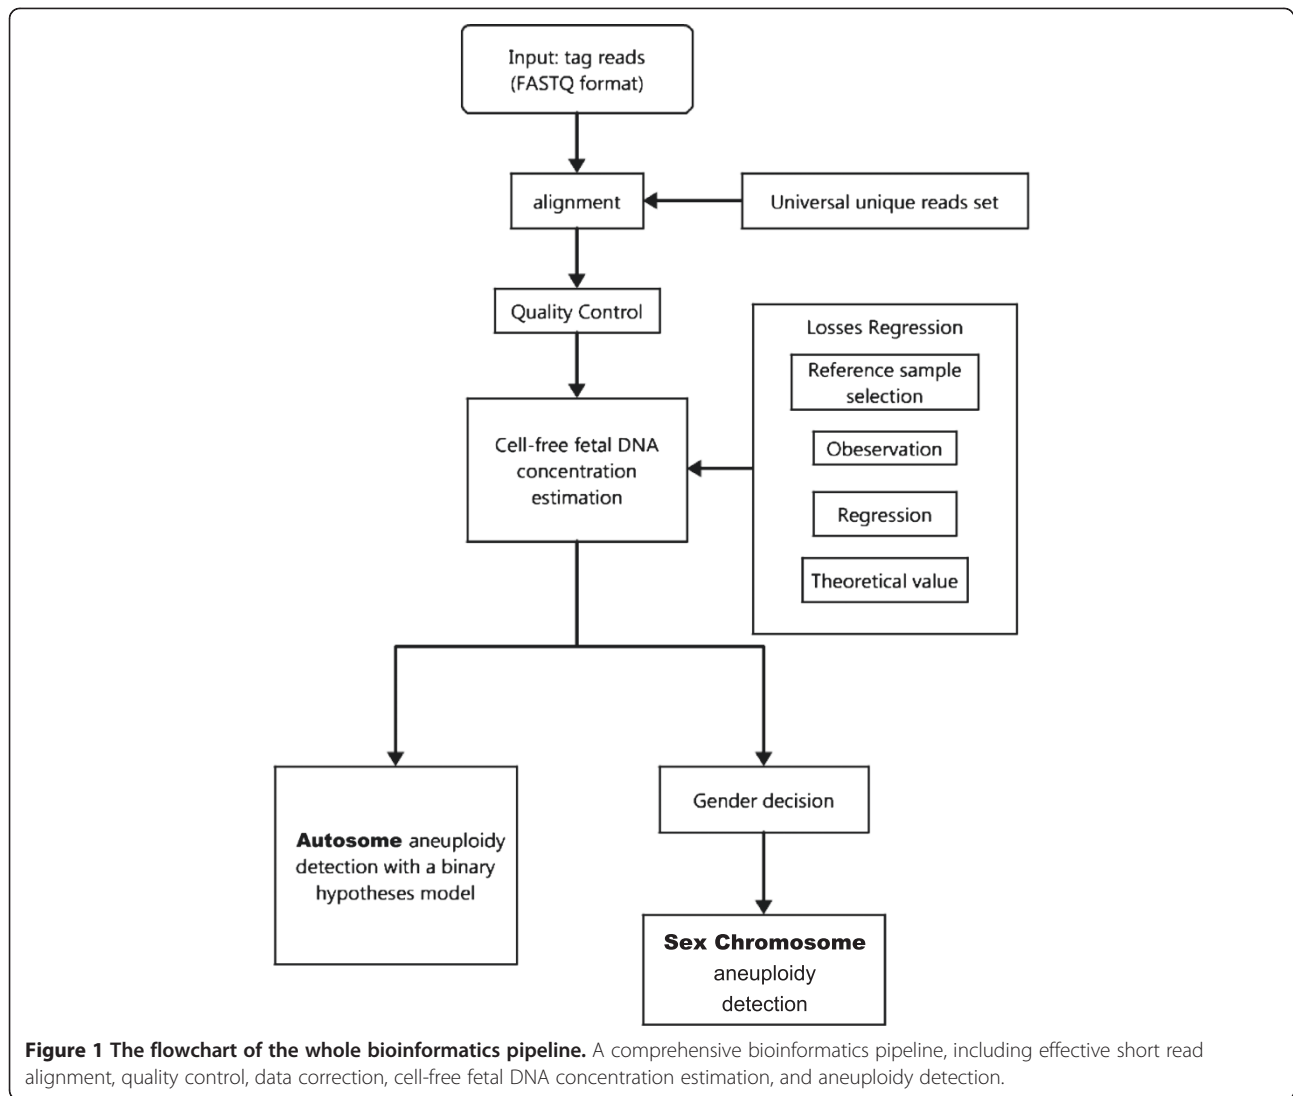 Input: tag reads
(FASTQ format)
alignment
Universal unique reads set
Quality Control
Losses Regression
Reference sample
selection
Obeservation
Regression
Theoretical value
Cell-free fetal DNA
concentration
estimation
Autosome aneuploidy
detection with a binary
hypotheses model
Gender decision
Sex Chromosome
aneuploidy
detection
Figure 1 The flowchart of the whole bioinformatics pipeline. A comprehensive bioinformatics pipeline, including effective short read
alignment, quality control, data correction, cell-free fetal DNA concentration estimation, and aneuploidy detection.